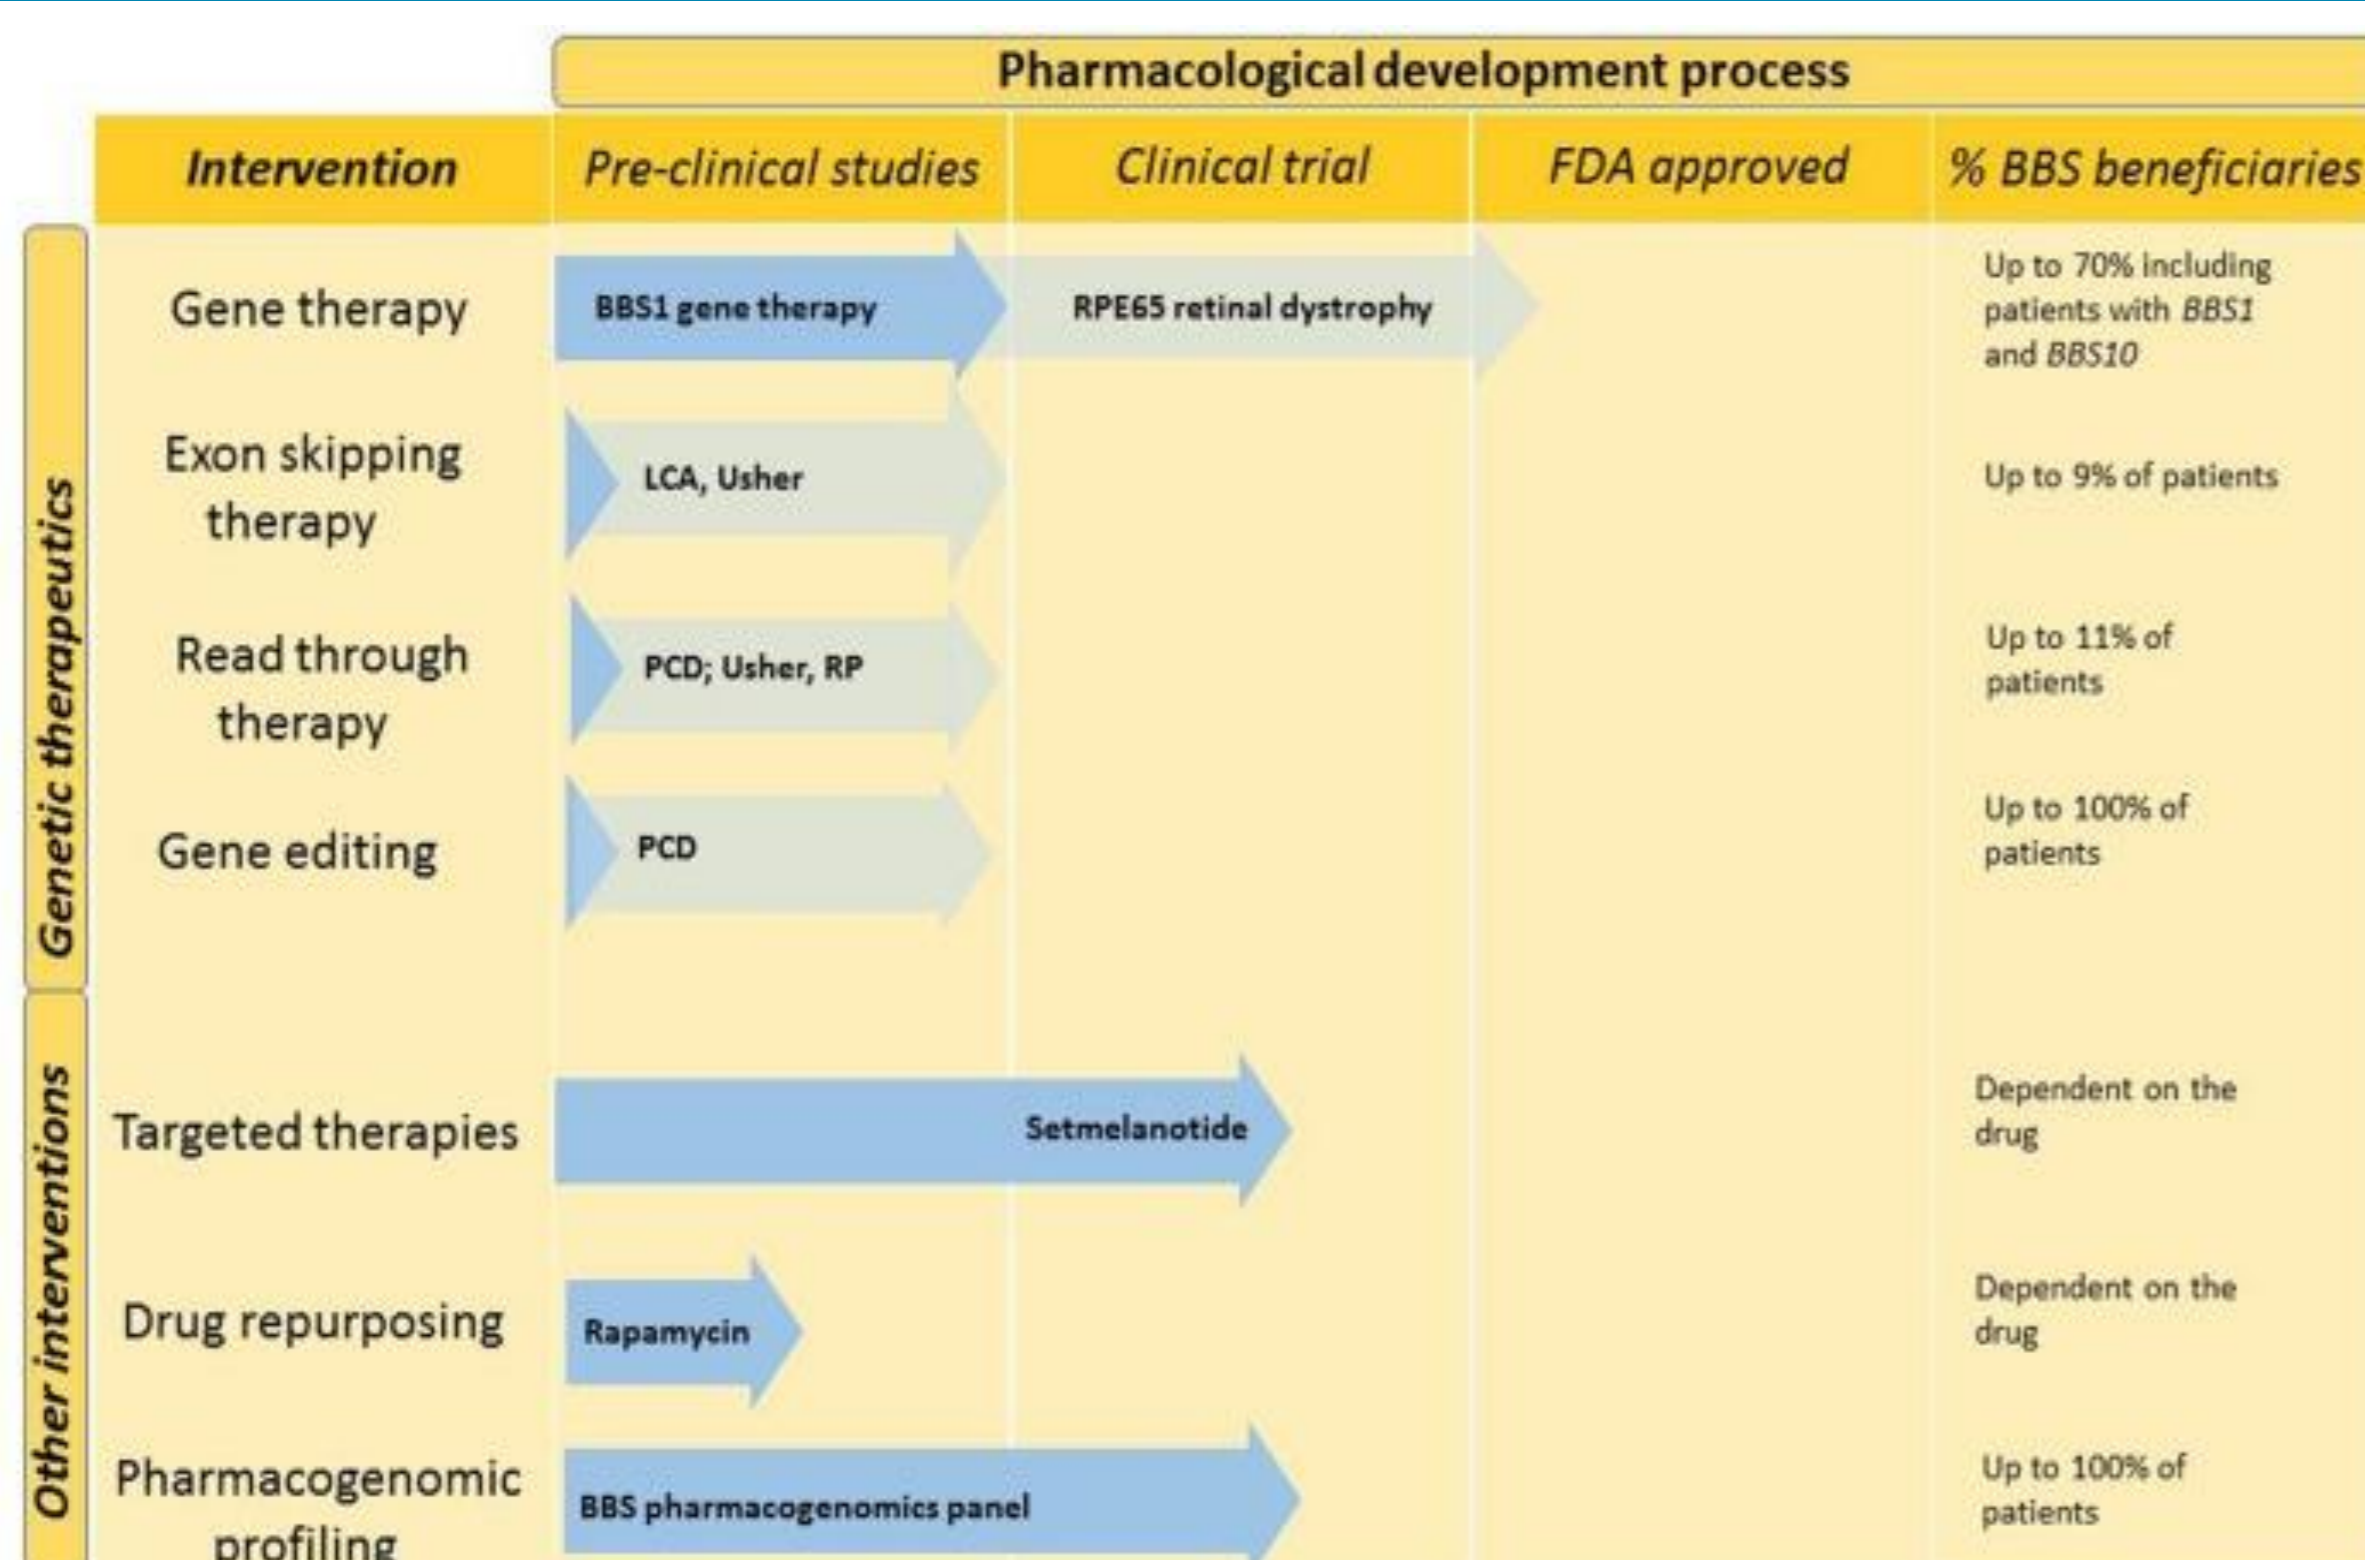 Pharmacological development process
Intervention
Pre-clinical studies
Clinical trial
FDA approved
% BBS beneficiaries
Genetic therapeutics
Gene therapy
BBS1 gene therapy
RPE65 retinal dystrophy
Up to 70% including
patients with BBS1
and BBS10
Exon skipping
therapy
LCA, Usher
Up to 9% of patients
Read through
therapy
PCD; Usher, RP
Up to 11% of
patients
Gene editing
PCD
Up to 100% of
patients
Other interventions
Targeted therapies
Setmelanotide
Dependent on the
drug
Drug repurposing
Rapamycin
Dependent on the
drug
Pharmacogenomic
profiling
BBS pharmacogenomics panel
Up to 100% of
patients